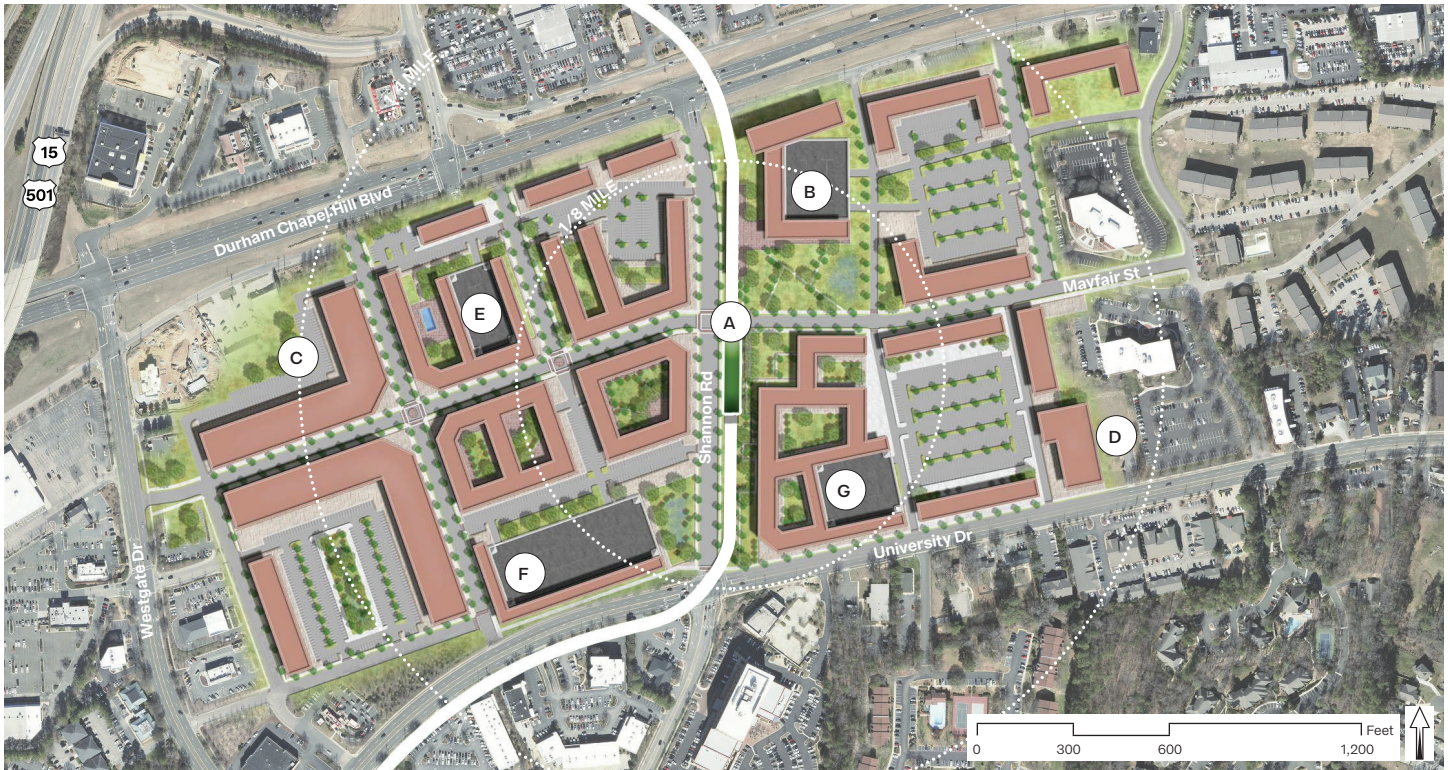 15
501
1/4 MILE
1/8 MILE
Durham Chapel Hill Blvd
B
E
A
Mayfair St
C
Shannon Rd
D
G
University Dr
F
Westgate Dr
Feet
0 300 600 1,200